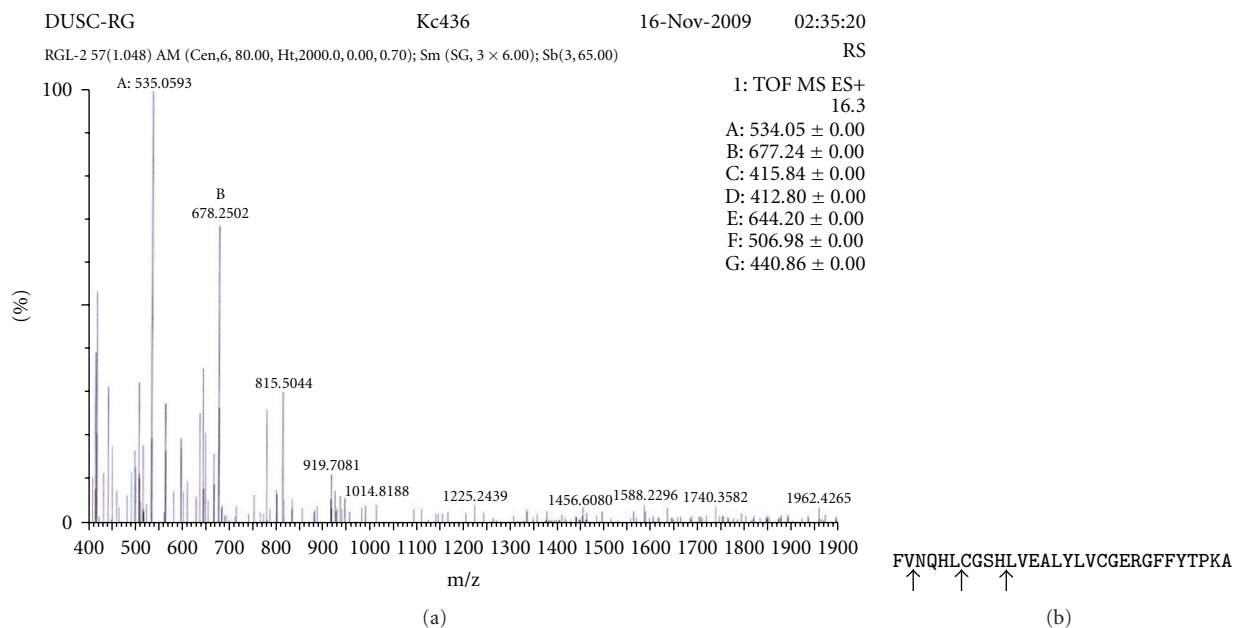 DUSC-RG Kc436 16-Nov-2009 02:35:20
RGL-2 57(1.048) AM (Cen,6, 80.00, Ht,2000.0, 0.00, 0.70); Sm (SG, 3 × 6.00); Sb(3,65.00) RS
1: TOF MS ES+
16.3
A: 534.05 ± 0.00
B: 677.24 ± 0.00
C: 415.84 ± 0.00
D: 412.80 ± 0.00
E: 644.20 ± 0.00
F: 506.98 ± 0.00
G: 440.86 ± 0.00
100
A: 535.0593
B
678.2502
(%)
815.5044
919.7081
1014.8188
1225.2439
1456.6080
1588.2296
1740.3582
1962.4265
0
400 500 600 700 800 900 1000 1100 1200 1300 1400 1500 1600 1700 1800 1900
m/z
(a)
FVNQHLCGSHLVEALYLVCGERGFFYTPKA
(b)